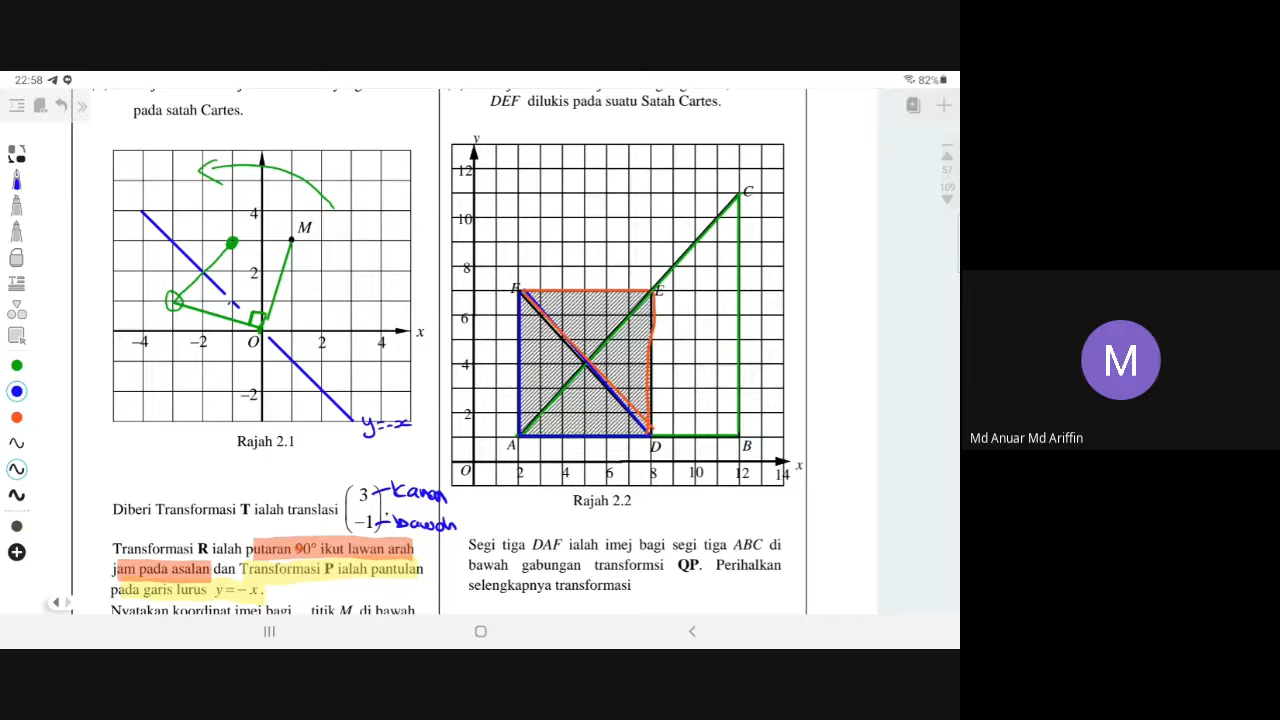 22:58
82%
pada satah Cartes.
DEF dilukis pada suatu Satah Cartes.
57
109
4
M
2
x
−4
−2
O
2
4
−2
y=-x
Rajah 2.1
y
12
C
10
8
F
E
6
4
2
A
D
B
O
2
4
6
8
10
12
14
x
Rajah 2.2
Diberi Transformasi T ialah translasi (3 −1),
kanan
bawah
Transformasi R ialah putaran 90° ikut lawan arah
jam pada asalan dan Transformasi P ialah pantulan
pada garis lurus y = − x .
Nyatakan koordinat imej bagi titik M di bawah
Segi tiga DAF ialah imej bagi segi tiga ABC di
bawah gabungan transformsi QP. Perihalkan
selengkapnya transformasi
M
Md Anuar Md Ariffin